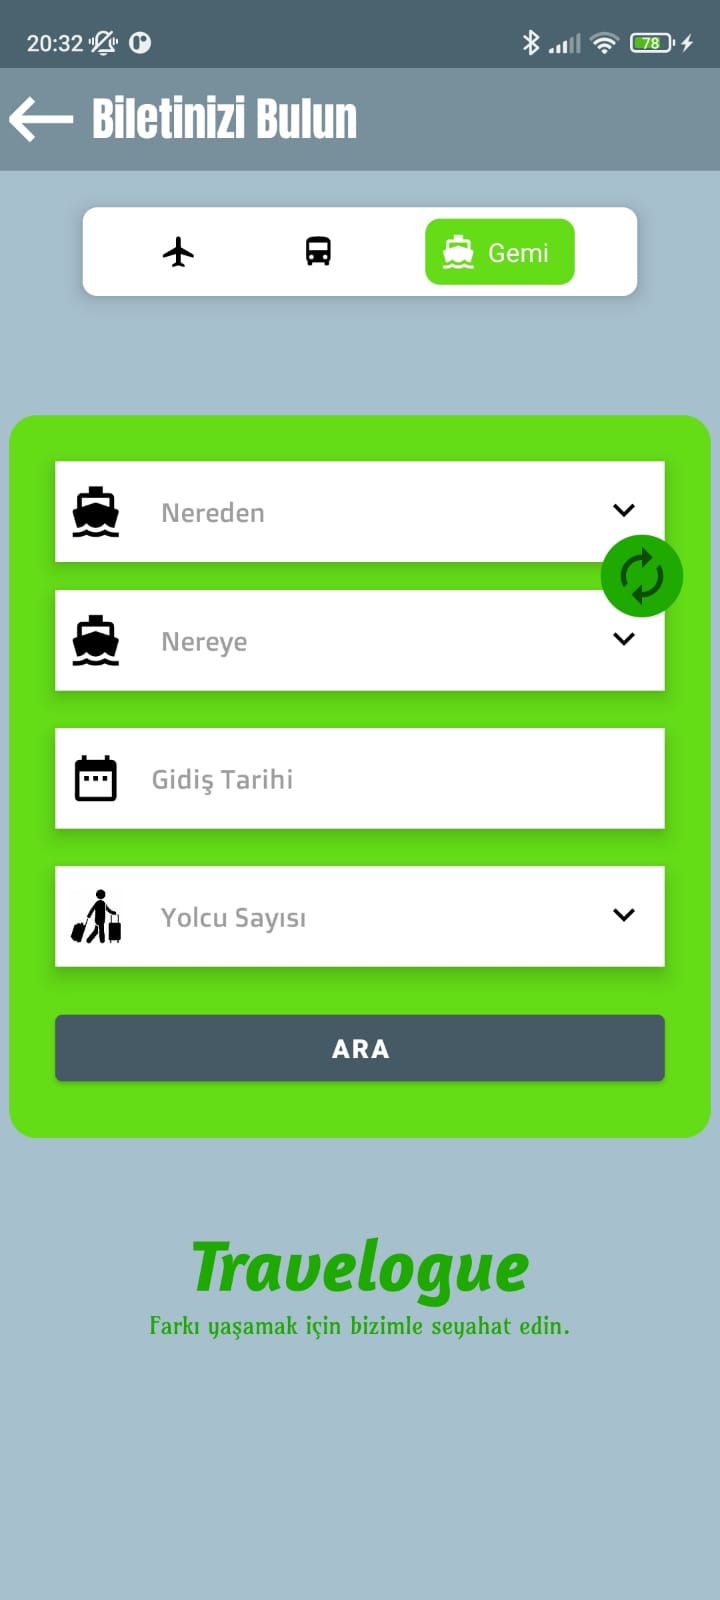 20:32
78
Biletinizi Bulun
Gemi
Nereden
Nereye
Gidiş Tarihi
Yolcu Sayısı
ARA
Travelogue
Farkı yaşamak için bizimle seyahat edin.